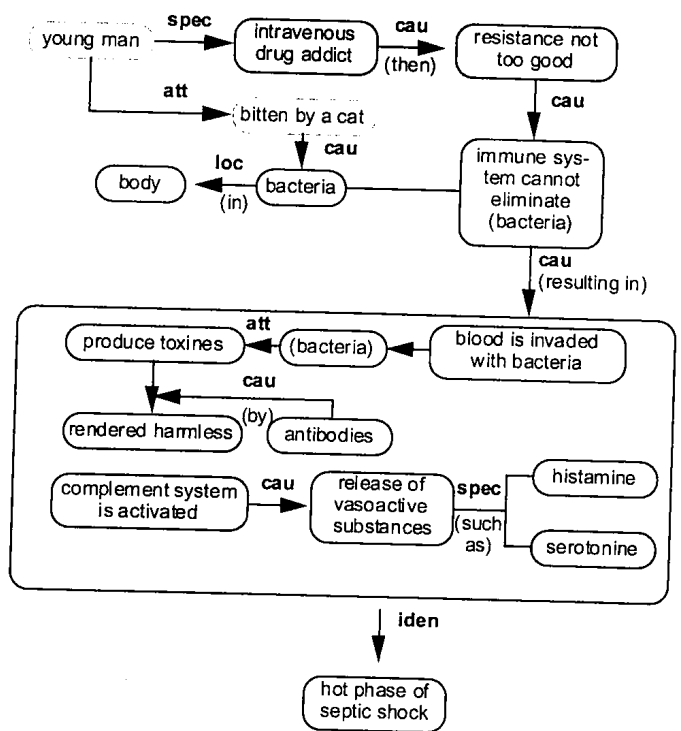 young man
spec
intravenous
drug addict
cau
(then)
resistance not
too good
att
bitten by a cat
cau
cau
body
loc
(in)
bacteria
immune sys-
tem cannot
eliminate
(bacteria)
cau
(resulting in)
produce toxines
att
(bacteria)
blood is invaded
with bacteria
cau
(by)
rendered harmless
antibodies
complement system
is activated
cau
release of
vasoactive
substances
spec
(such
as)
histamine
serotonine
iden
hot phase of
septic shock